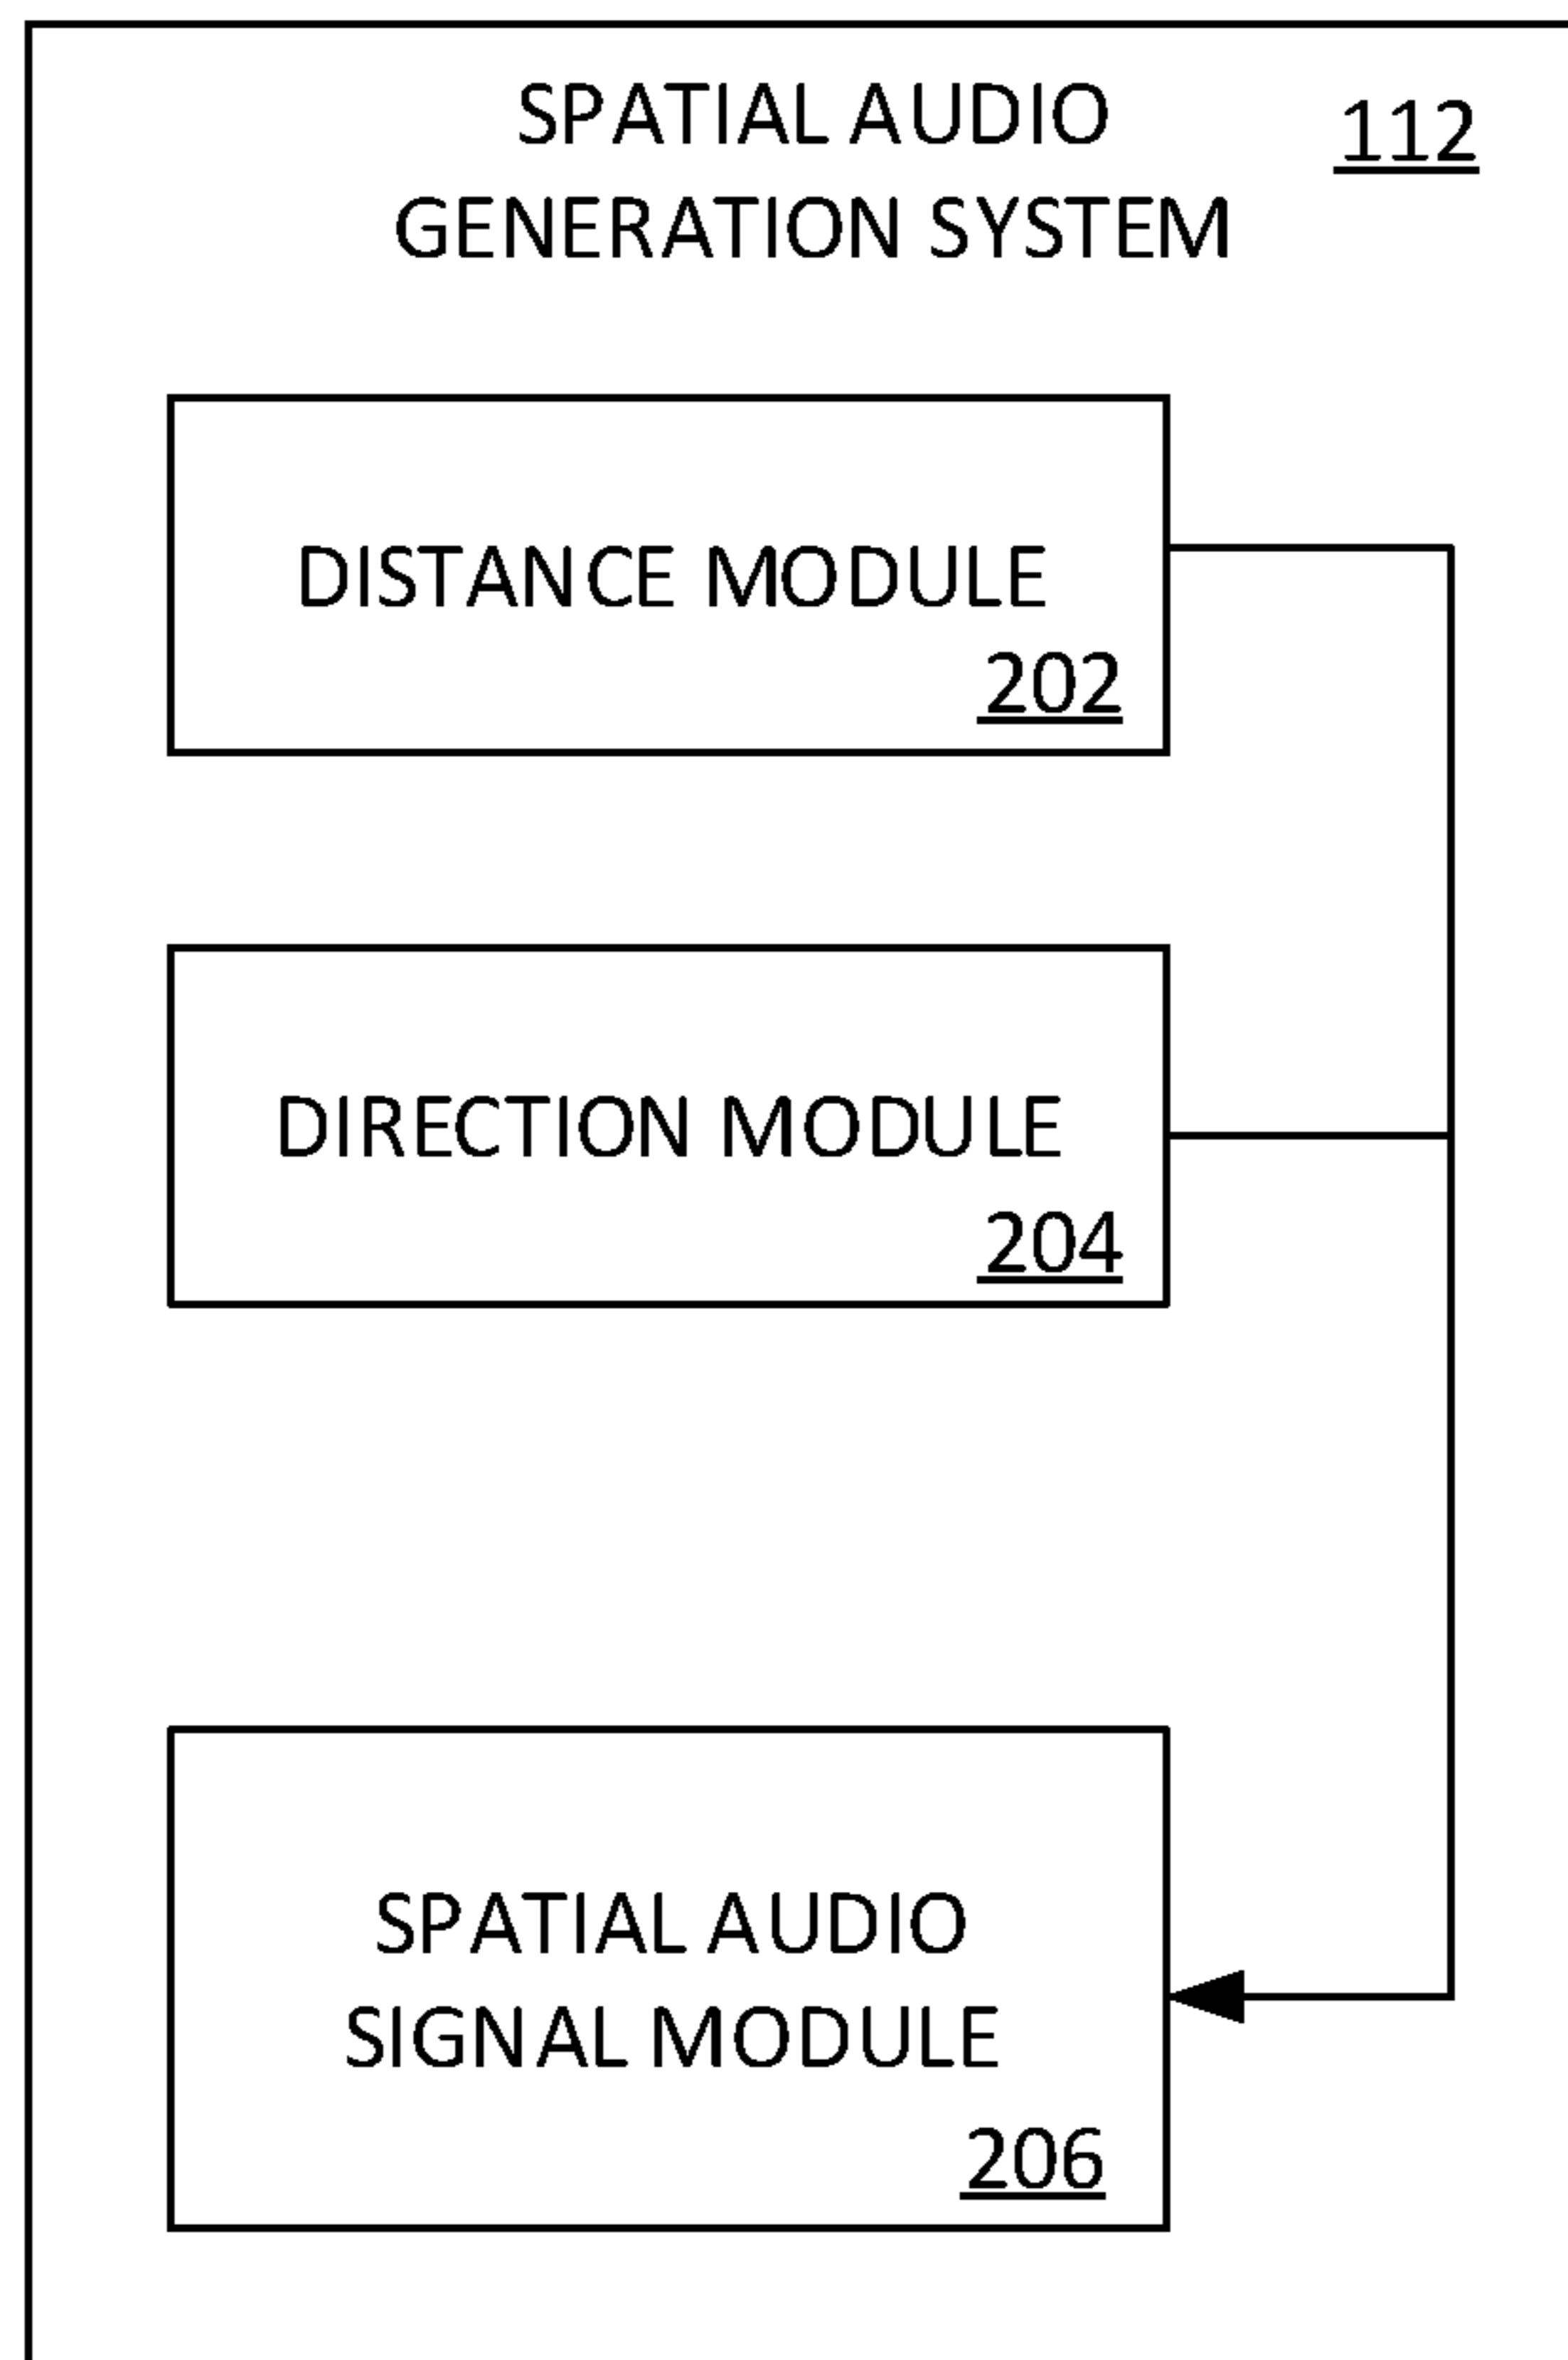 SPATIAL AUDIO
GENERATION SYSTEM
112
DISTANCE MODULE
202
DIRECTION MODULE
204
SPATIAL AUDIO
SIGNAL MODULE
206